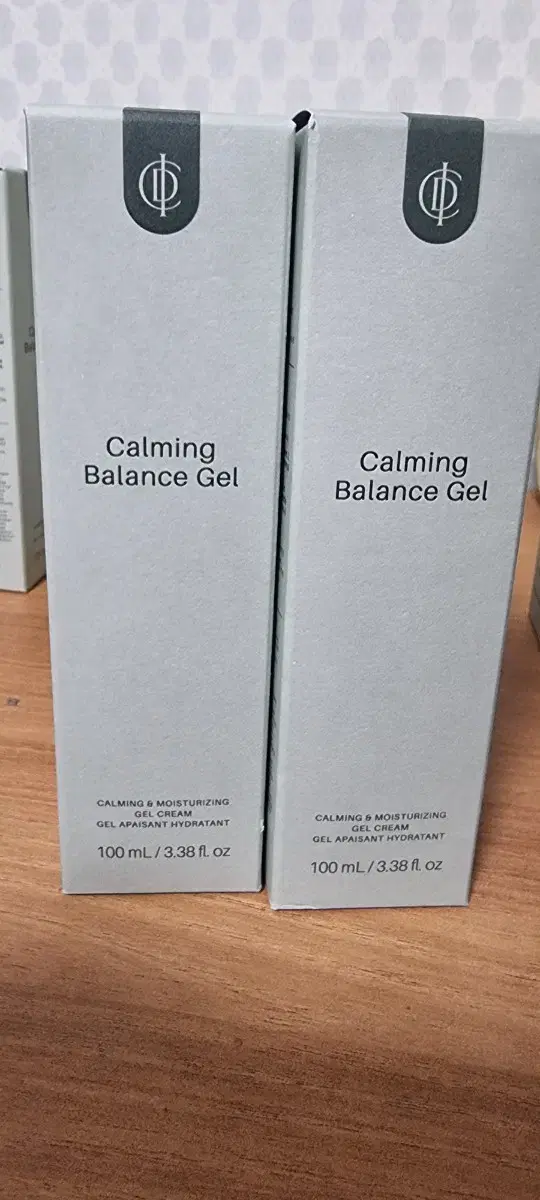 Calming
Balance Gel
CALMING & MOISTURIZING
GEL CREAM
GEL APAISANT HYDRATANT
100 mL / 3.38 fl. oz
Calming
Balance Gel
CALMING & MOISTURIZING
GEL CREAM
GEL APAISANT HYDRATANT
100 mL / 3.38 fl. oz